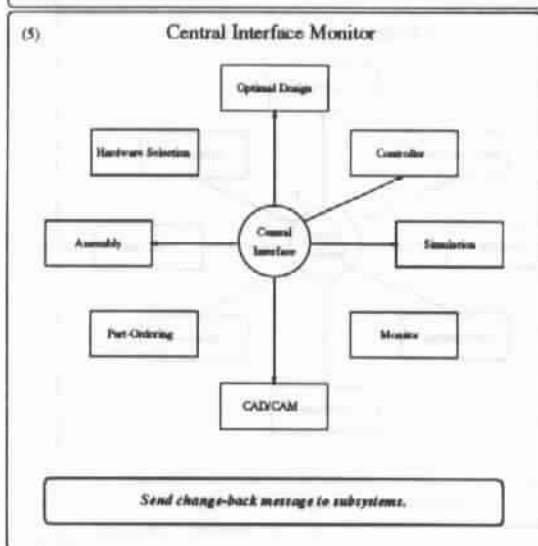 (5)
Central Interface Monitor
Optimal Design
Hardware Selection
Controller
Central
Interface
Assembly
Simulation
Part-Ordering
Monitor
CAD/CAM
Send change-back message to subsystems.